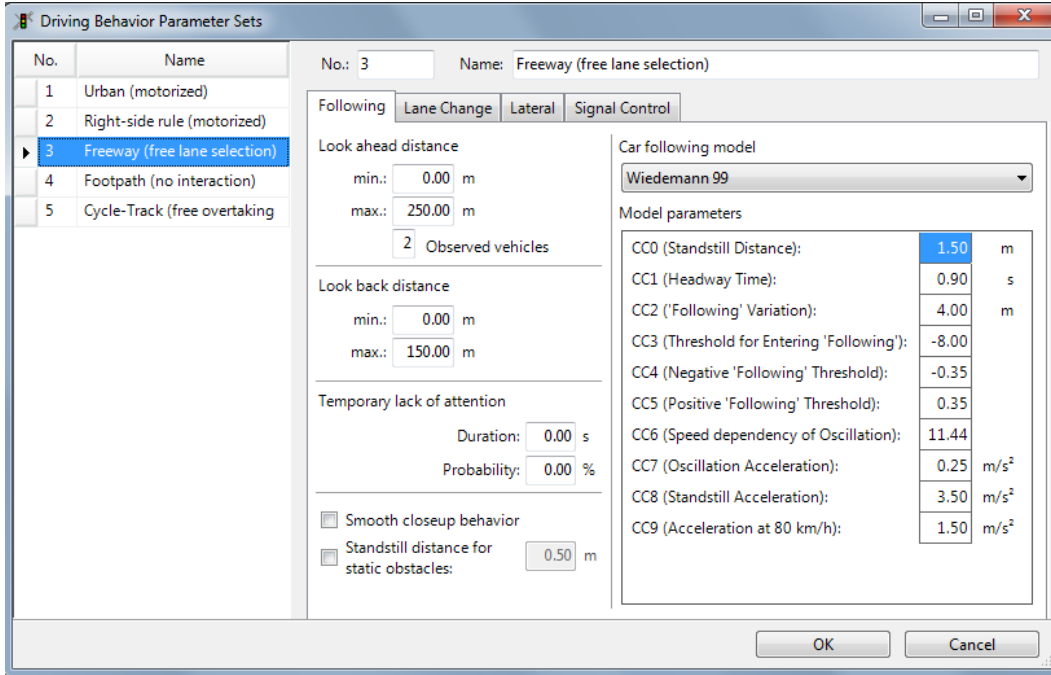 Driving Behavior Parameter Sets
No. Name
1 Urban (motorized)
2 Right-side rule (motorized)
3 Freeway (free lane selection)
4 Footpath (no interaction)
5 Cycle-Track (free overtaking
No.: 3 Name: Freeway (free lane selection)
Following Lane Change Lateral Signal Control
Look ahead distance
min.: 0.00 m
max.: 250.00 m
2 Observed vehicles
Look back distance
min.: 0.00 m
max.: 150.00 m
Temporary lack of attention
Duration: 0.00 s
Probability: 0.00 %
Smooth closeup behavior
Standstill distance for
static obstacles: 0.50 m
Car following model
Wiedemann 99
Model parameters
CC0 (Standstill Distance): 1.50 m
CC1 (Headway Time): 0.90 s
CC2 ('Following' Variation): 4.00 m
CC3 (Threshold for Entering 'Following'): -8.00
CC4 (Negative 'Following' Threshold): -0.35
CC5 (Positive 'Following' Threshold): 0.35
CC6 (Speed dependency of Oscillation): 11.44
CC7 (Oscillation Acceleration): 0.25 m/s²
CC8 (Standstill Acceleration): 3.50 m/s²
CC9 (Acceleration at 80 km/h): 1.50 m/s²
OK Cancel